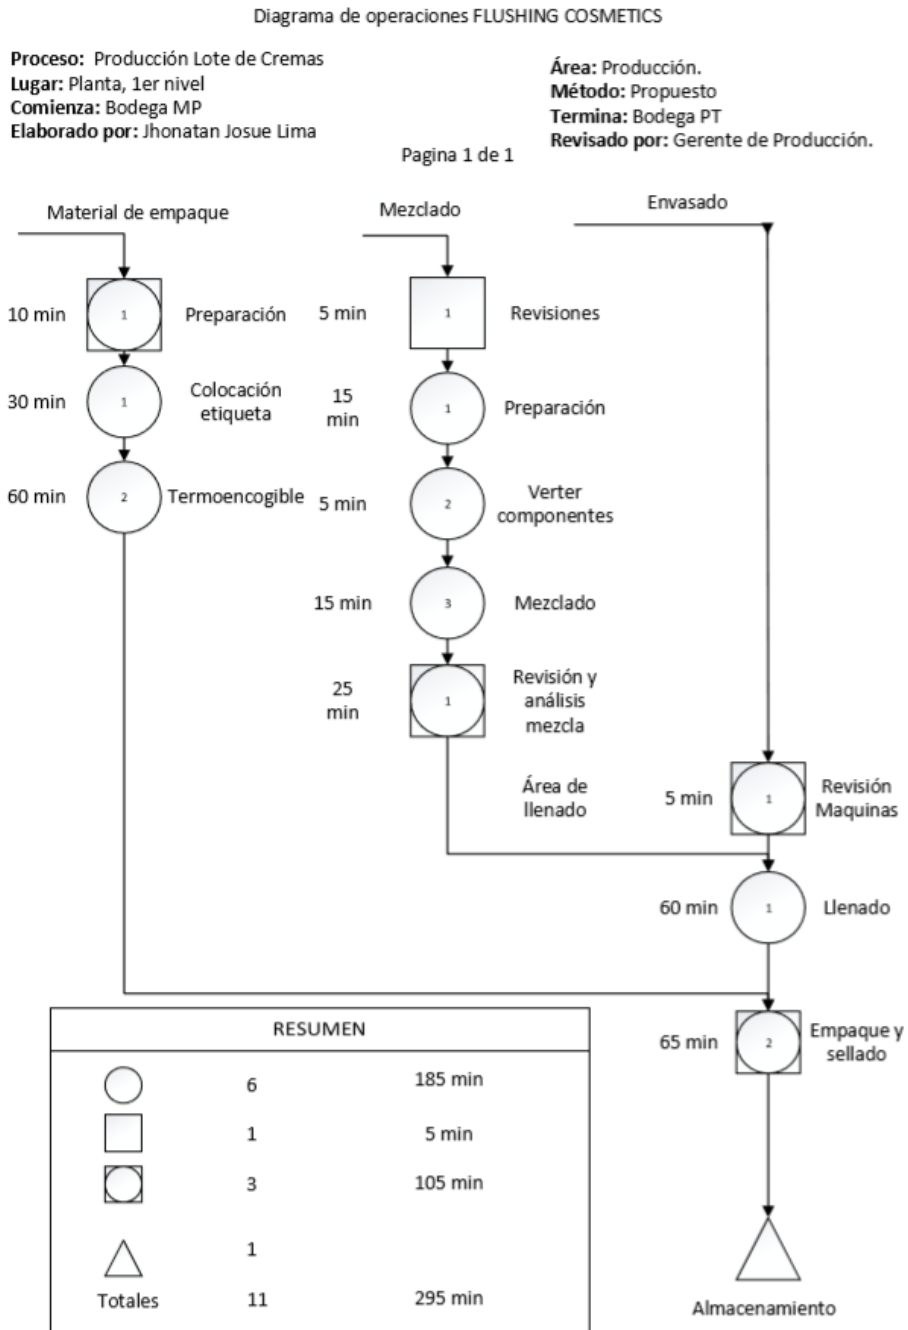 Diagrama de operaciones FLUSHING COSMETICS
Proceso: Producción Lote de Cremas
Lugar: Planta, 1er nivel
Comienza: Bodega MP
Elaborado por: Jhonatan Josue Lima
Área: Producción.
Método: Propuesto
Termina: Bodega PT
Revisado por: Gerente de Producción.
Pagina 1 de 1
Material de empaque
10 min
1
Preparación
30 min
1
Colocación
etiqueta
60 min
2
Termoencogible
Mezclado
5 min
1
Revisiones
15
min
1
Preparación
5 min
2
Verter
componentes
15 min
3
Mezclado
25
min
1
Revisión y
análisis
mezcla
Área de
llenado
Envasado
5 min
1
Revisión
Maquinas
60 min
1
Llenado
65 min
2
Empaque y
sellado
Almacenamiento
RESUMEN
6 185 min
1 5 min
3 105 min
1
Totales 11 295 min